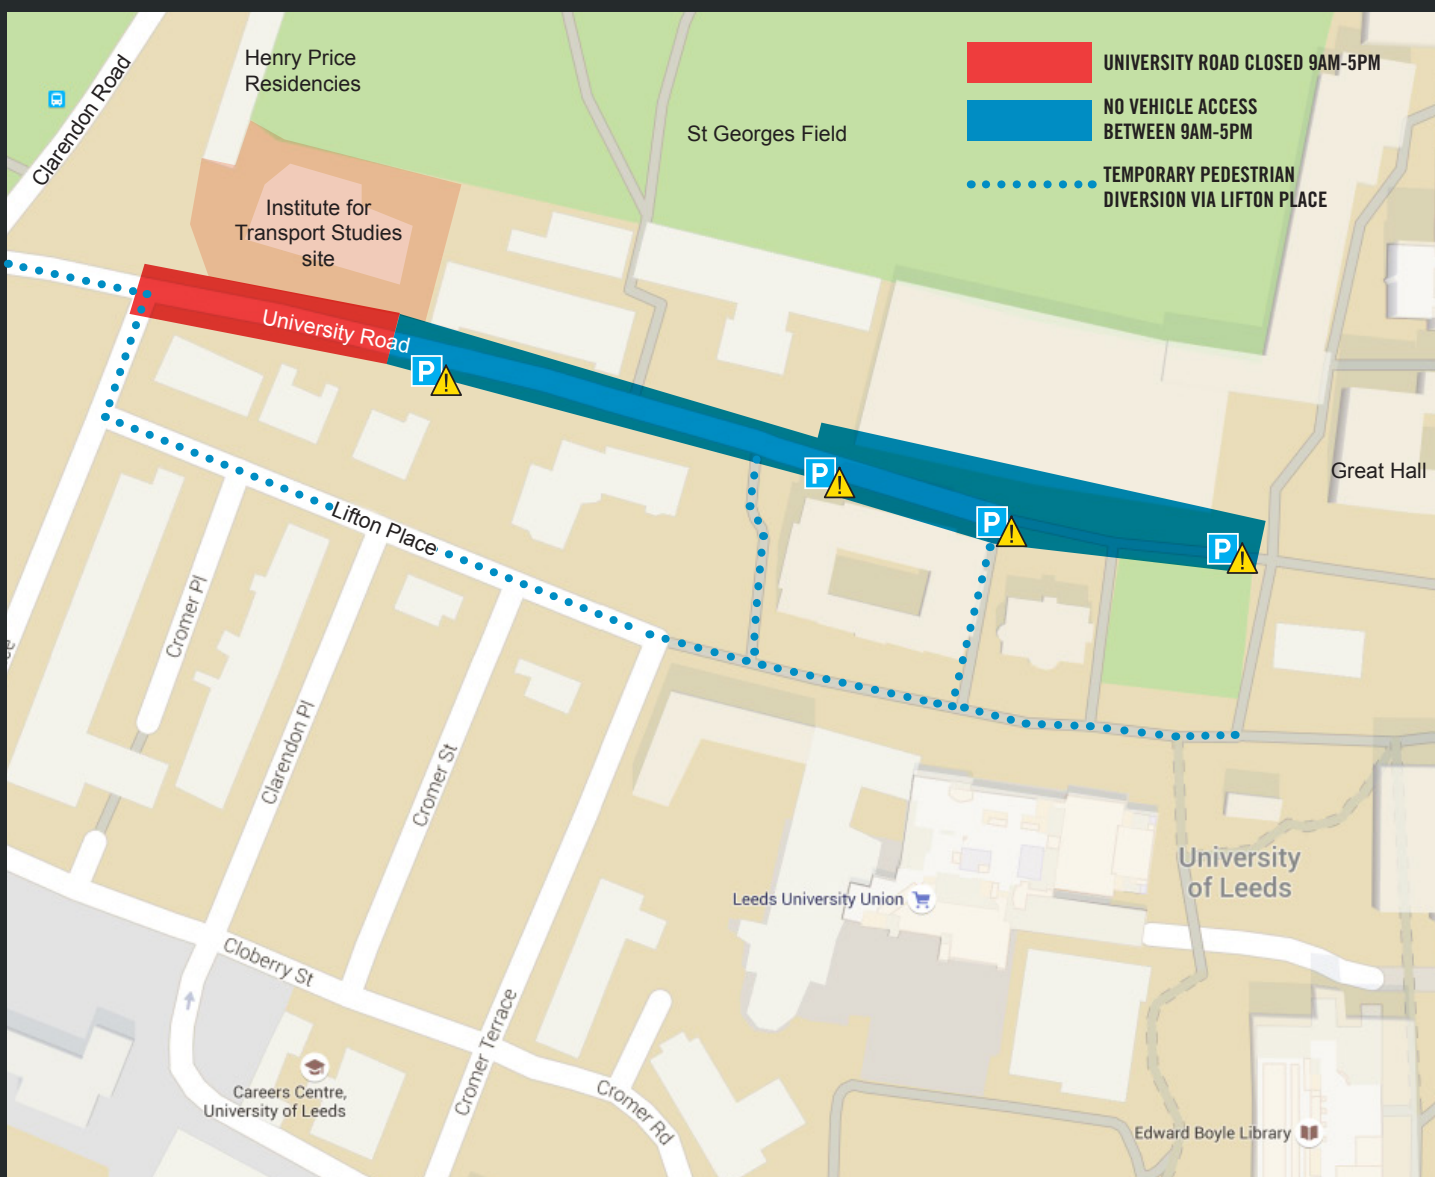 Henry Price
Residencies
Clarendon Road
St Georges Field
UNIVERSITY ROAD CLOSED 9AM-5PM
NO VEHICLE ACCESS
BETWEEN 9AM-5PM
TEMPORARY PEDESTRIAN
DIVERSION VIA LIFTON PLACE
Institute for
Transport Studies
site
University Road
P
P
P
P
Great Hall
Lifton Place
Cromer Pl
Clarendon Pl
Cromer St
Cromer Terrace
Cloberry St
Cromer Rd
Leeds University Union
University
of Leeds
Careers Centre,
University of Leeds
Edward Boyle Library